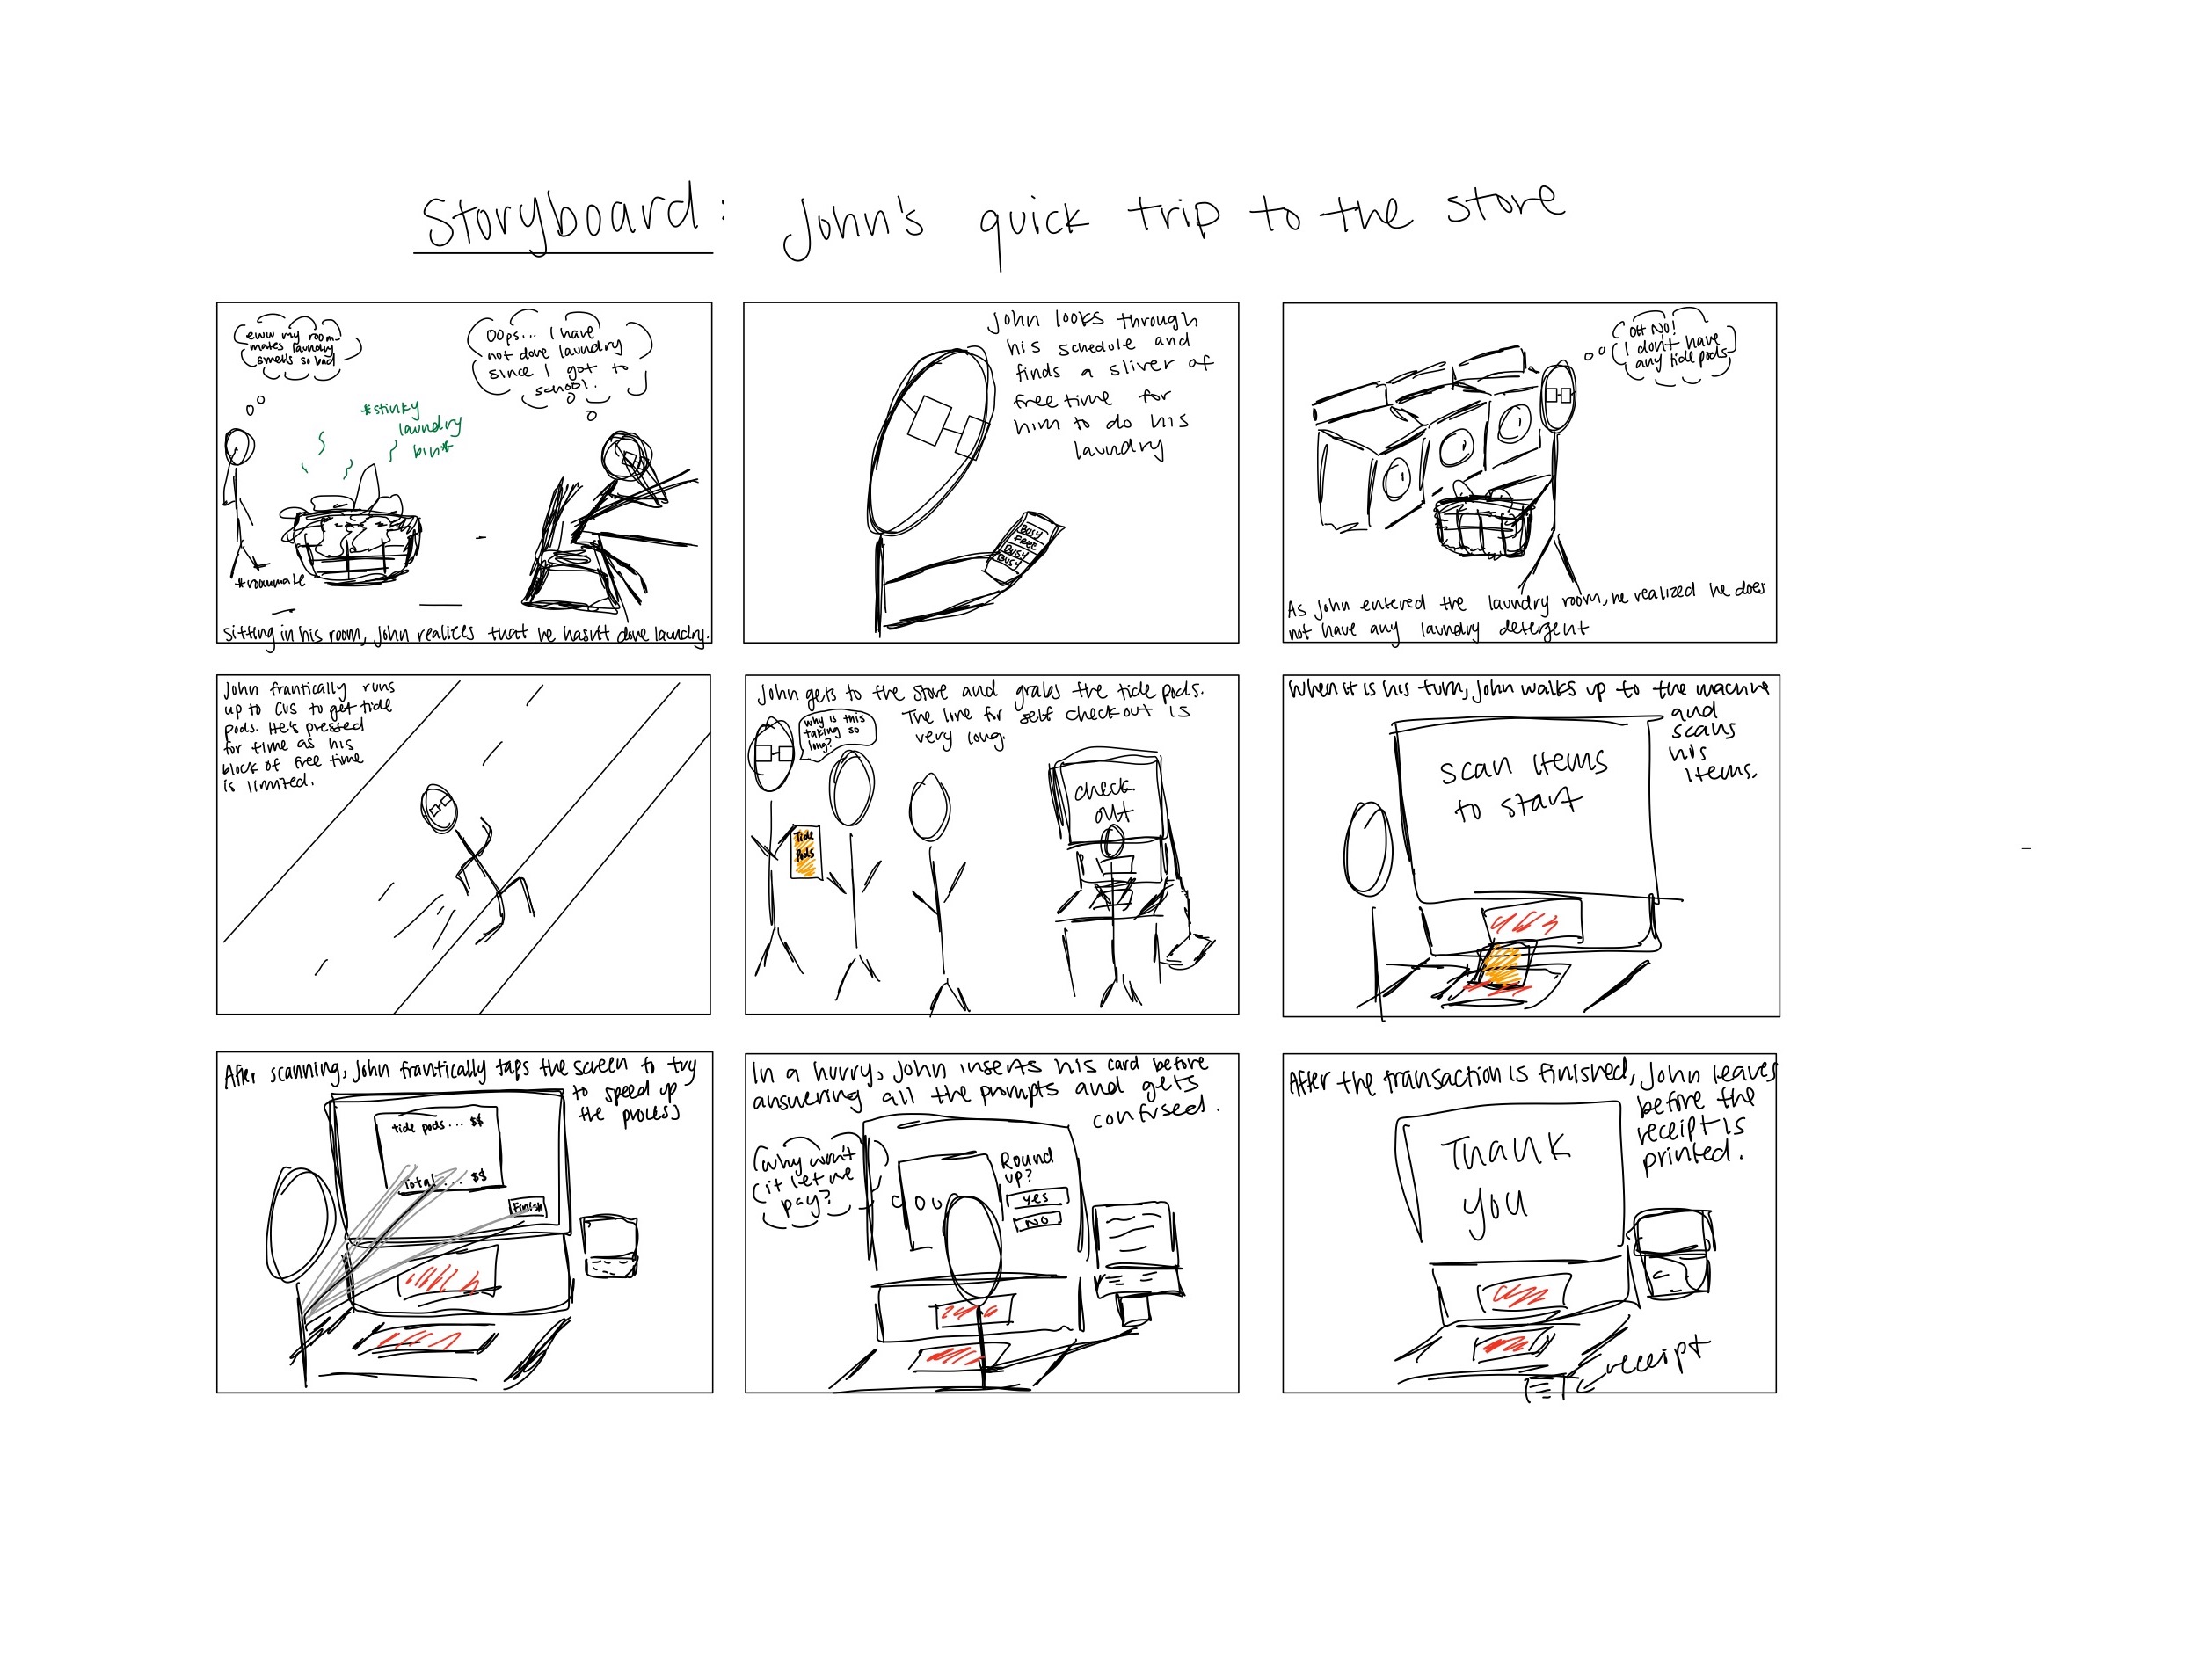 Storyboard: John's quick trip to the store
eww my room-
mates laundry
smells so bad
Oops... I have
not done laundry
since I got to
school.
*stinky
laundry
bin*
*roommate
Sitting in his room, John realizes that he hasn't done laundry.
John looks through
his schedule and
finds a sliver of
free time for
him to do his
laundry
BUSY
FREE
BUSY
BUSY
OH NO!
I don't have
any tide pods
As John entered the laundry room, he realized he does
not have any laundry detergent
John frantically runs
up to CVS to get tide
pods. He's pressed
for time as his
block of free time
is limited.
John gets to the store and grabs the tide pods.
The line for self checkout is
very long.
why is this
taking so
long?
Tide
Pods
check
out
When it is his turn, John walks up to the machine
and
scans
his
items.
scan items
to start
After scanning, John frantically taps the screen to try
to speed up
the process
tide pods... $$
Total... $$
Finish
In a hurry, John inserts his card before
answering all the prompts and gets
confused.
why won't
it let me
pay?
Round
up?
yes
NO
After the transaction is finished, John leaves
before the
receipt is
printed.
Thank
you
receipt